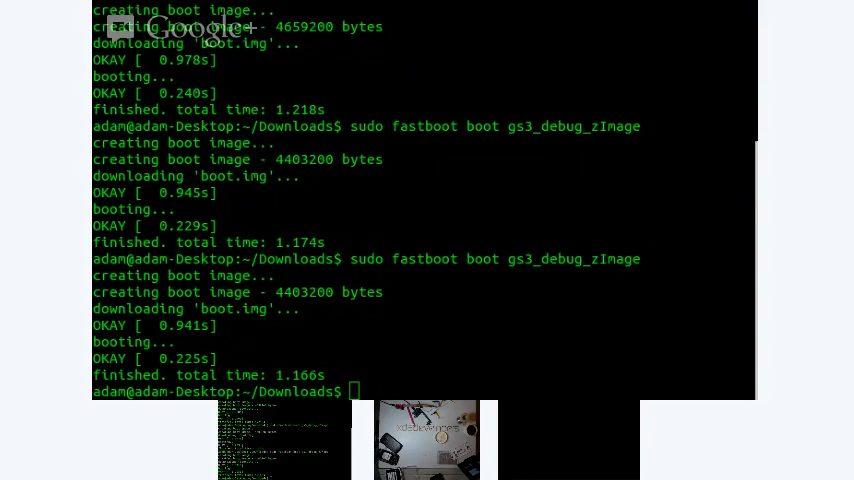 creating boot image...
creating boot image - 4659200 bytes
downloading 'boot.img'...
OKAY [  0.978s]
booting...
OKAY [  0.240s]
finished. total time: 1.218s
adam@adam-Desktop:~/Downloads$ sudo fastboot boot gs3_debug_zImage
creating boot image...
creating boot image - 4403200 bytes
downloading 'boot.img'...
OKAY [  0.945s]
booting...
OKAY [  0.229s]
finished. total time: 1.174s
adam@adam-Desktop:~/Downloads$ sudo fastboot boot gs3_debug_zImage
creating boot image...
creating boot image - 4403200 bytes
downloading 'boot.img'...
OKAY [  0.941s]
booting...
OKAY [  0.225s]
finished. total time: 1.166s
adam@adam-Desktop:~/Downloads$
Google+
xdadevelopers